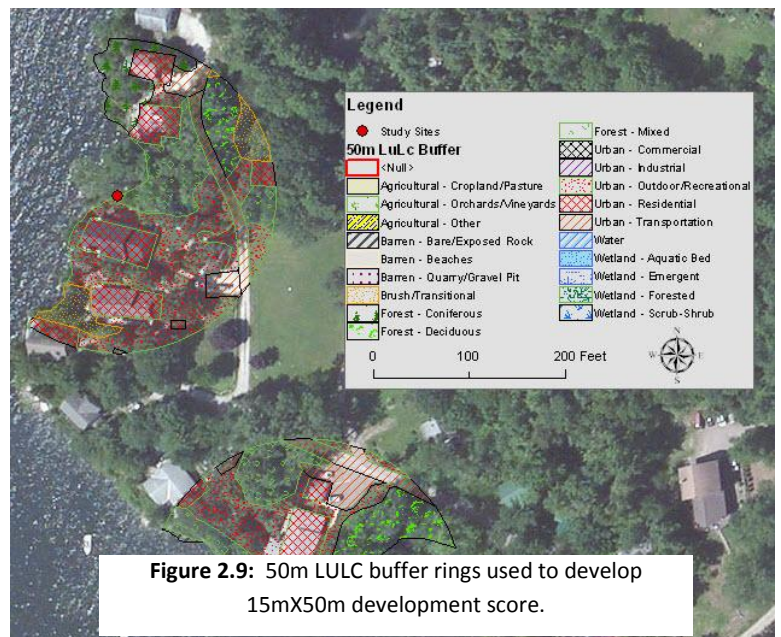 Legend
Study Sites
50m LuLc Buffer
<Null>
Agricultural - Cropland/Pasture
Agricultural - Orchards/Vineyards
Agricultural - Other
Barren - Bare/Exposed Rock
Barren - Beaches
Barren - Quarry/Gravel Pit
Brush/Transitional
Forest - Coniferous
Forest - Deciduous
Forest - Mixed
Urban - Commercial
Urban - Industrial
Urban - Outdoor/Recreational
Urban - Residential
Urban - Transportation
Water
Wetland - Aquatic Bed
Wetland - Emergent
Wetland - Forested
Wetland - Scrub-Shrub
0 100 200 Feet
N
W E
S
Figure 2.9: 50m LULC buffer rings used to develop
15mX50m development score.